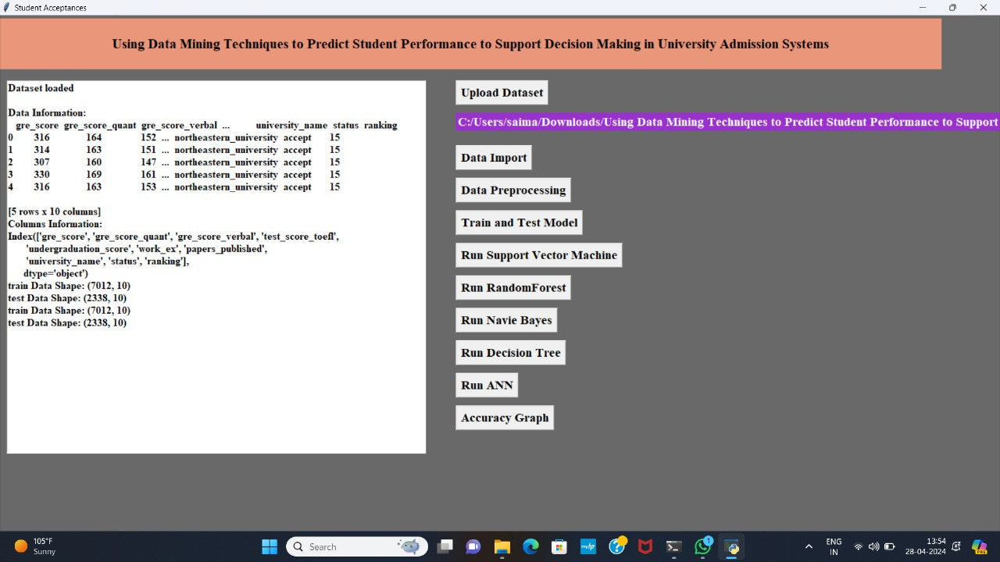 Student Acceptances
Using Data Mining Techniques to Predict Student Performance to Support Decision Making in University Admission Systems
Dataset loaded
Data Information:
gre_score gre_score_quant gre_score_verbal ... university_name status ranking
0 316 164 152 ... northeastern_university accept 15
1 314 163 151 ... northeastern_university accept 15
2 307 160 147 ... northeastern_university accept 15
3 330 169 161 ... northeastern_university accept 15
4 316 163 153 ... northeastern_university accept 15
[5 rows x 10 columns]
Columns Information:
Index(['gre_score', 'gre_score_quant', 'gre_score_verbal', 'test_score_toefl',
'undergraduation_score', 'work_ex', 'papers_published',
'university_name', 'status', 'ranking'],
dtype='object')
train Data Shape: (7012, 10)
test Data Shape: (2338, 10)
train Data Shape: (7012, 10)
test Data Shape: (2338, 10)
Upload Dataset
C:/Users/saima/Downloads/Using Data Mining Techniques to Predict Student Performance to Support
Data Import
Data Preprocessing
Train and Test Model
Run Support Vector Machine
Run RandomForest
Run Navie Bayes
Run Decision Tree
Run ANN
Accuracy Graph
105°F
Sunny
Search
myhp
1
ENG
IN
13:54
28-04-2024
PRE